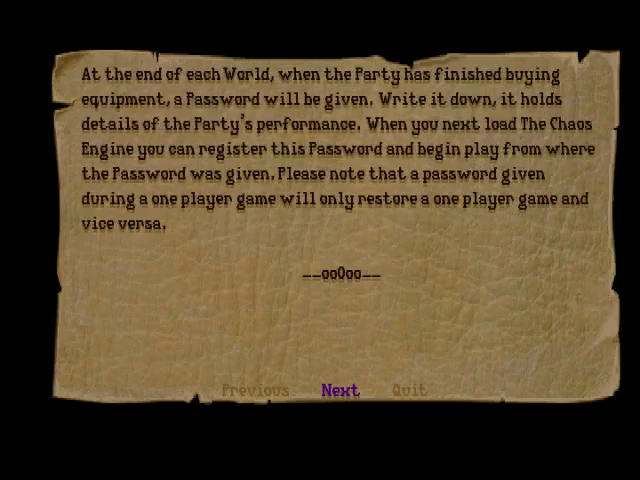 At the end of each World, when the Party has finished buying
equipment, a Password will be given. Write it down, it holds
details of the Party's performance. When you next load The Chaos
Engine you can register this Password and begin play from where
the Password was given. Please note that a password given
during a one player game will only restore a one player game and
vice versa.
__ooOoo__
Previous Next Quit